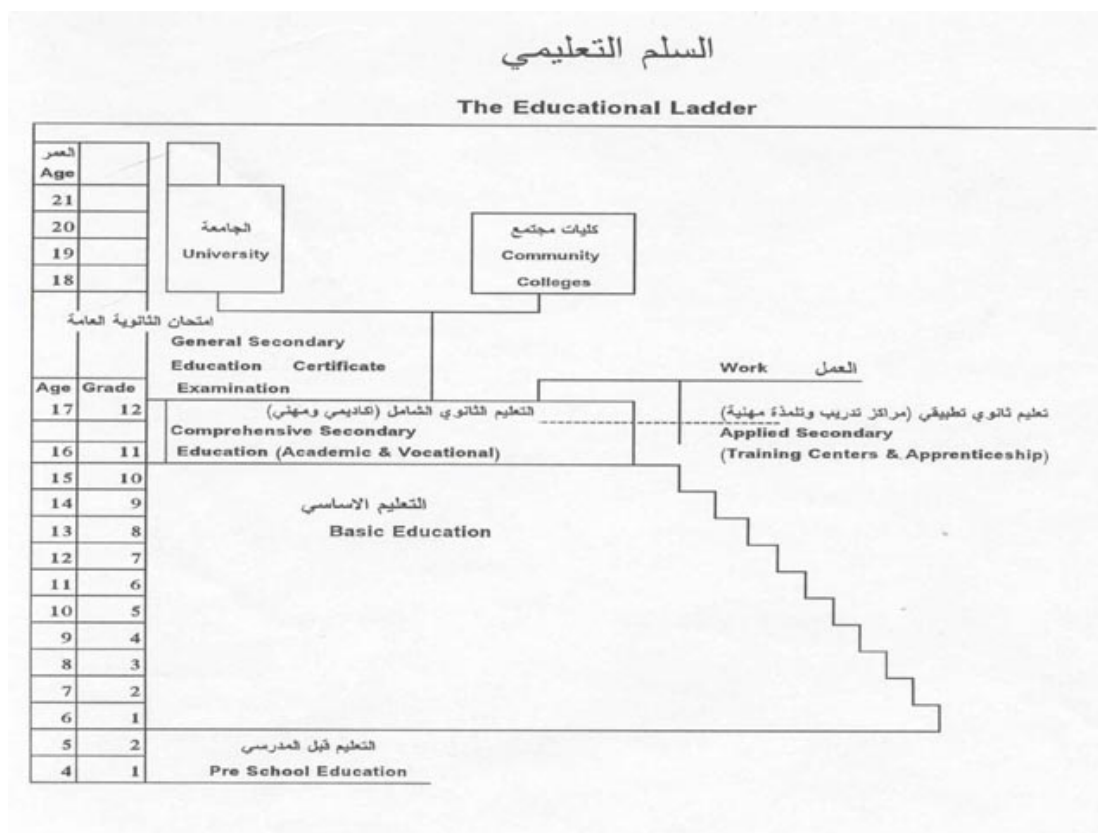 السلم التعليمي
The Educational Ladder
العمر
Age
21
20
19
18
الجامعة
University
كليات مجتمع
Community
Colleges
امتحان الثانوية العامة
General Secondary
Education Certificate
Examination
Work العمل
Age Grade
17 12
16 11
15 10
14 9
13 8
12 7
11 6
10 5
9 4
8 3
7 2
6 1
5 2
4 1
التعليم الثانوي الشامل (اكاديمي ومهني)
Comprehensive Secondary
Education (Academic & Vocational)
تعليم ثانوي تطبيقي (مراكز تدريب وتلمذة مهنية)
Applied Secondary
(Training Centers & Apprenticeship)
التعليم الاساسي
Basic Education
التعليم قبل المدرسي
Pre School Education